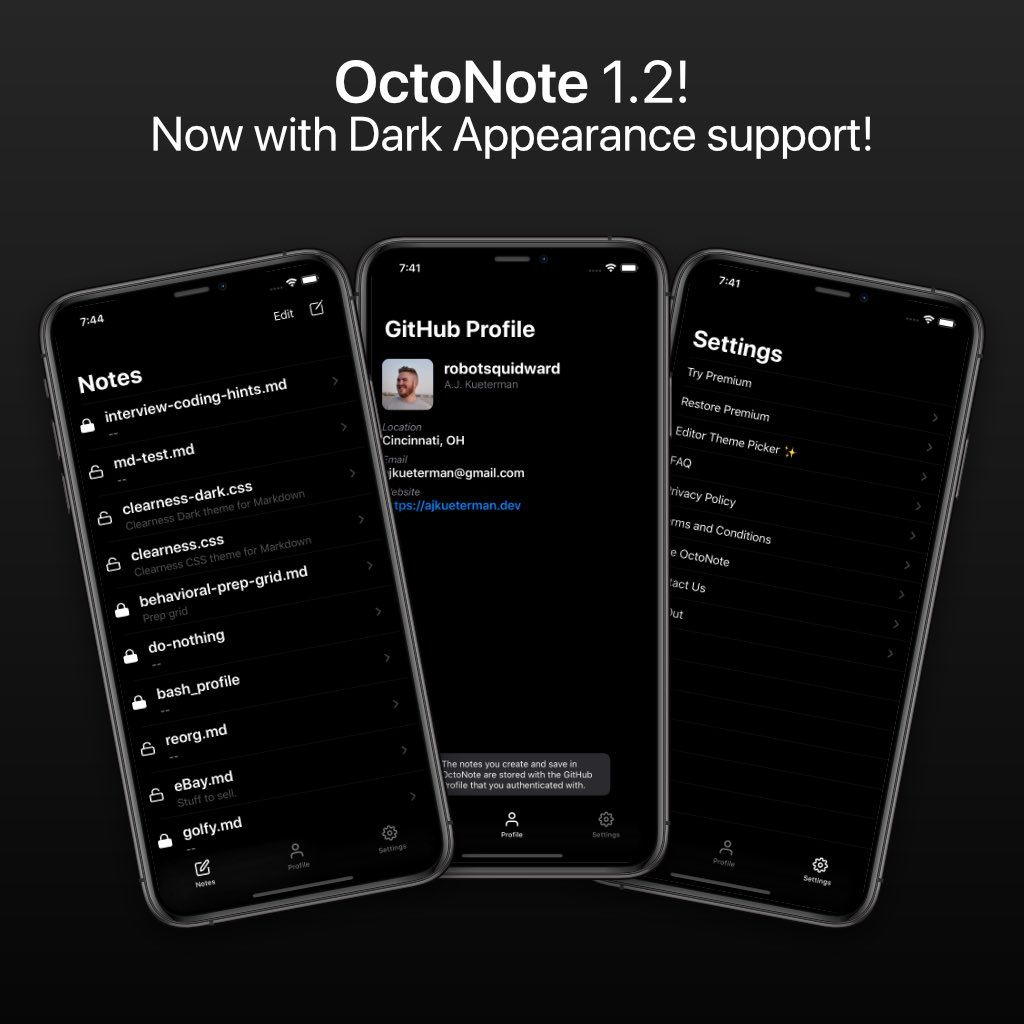 OctoNote 1.2!
Now with Dark Appearance support!
7:44
Edit
Notes
interview-coding-hints.md
--
md-test.md
--
clearness-dark.css
Clearness Dark theme for Markdown
clearness.css
Clearness CSS theme for Markdown
behavioral-prep-grid.md
Prep grid
do-nothing
--
bash_profile
--
reorg.md
--
eBay.md
Stuff to sell.
golfy.md
--
Notes
Profile
Settings
7:41
GitHub Profile
robotsquidward
A.J. Kueterman
Location
Cincinnati, OH
Email
jkueterman@gmail.com
ebsite
tps://ajkueterman.dev
The notes you create and save in
OctoNote are stored with the GitHub
Profile that you authenticated with.
Profile
Settings
7:41
Settings
Try Premium
Restore Premium
Editor Theme Picker ✨
FAQ
rivacy Policy
rms and Conditions
e OctoNote
tact Us
Out
Profile
Settings